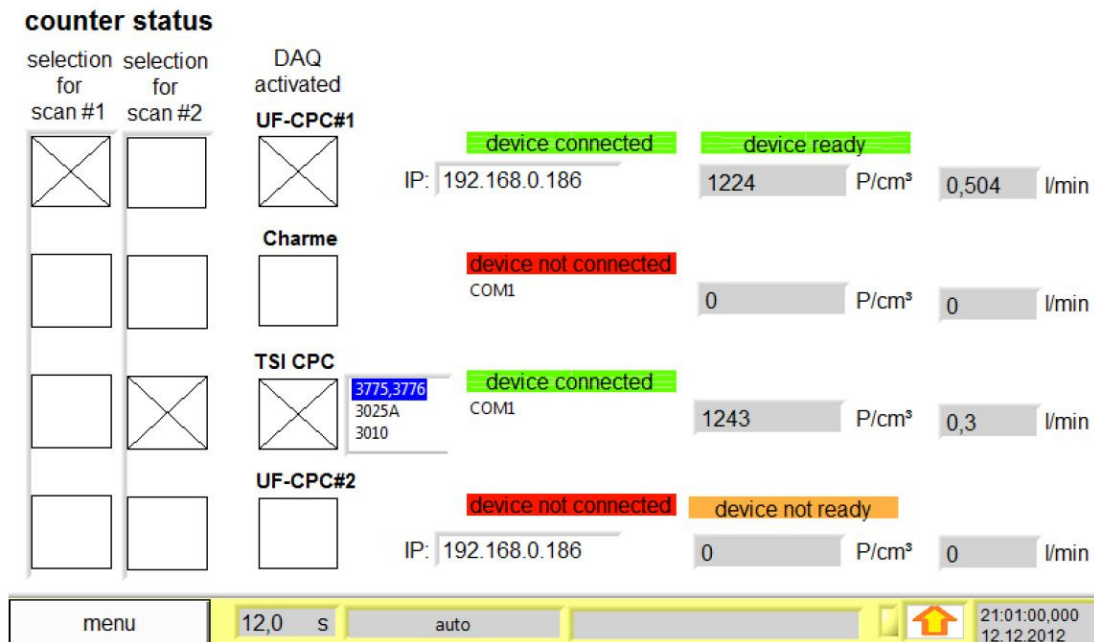 counter status
selection selection DAQ
for for activated
scan #1 scan #2
UF-CPC#1
device connected device ready
IP: 192.168.0.186 1224 P/cm³ 0,504 l/min
Charme
device not connected
COM1
0 P/cm³ 0 l/min
TSI CPC
device connected
3775,3776
COM1
3025A
1243 P/cm³ 0,3 l/min
3010
UF-CPC#2
device not connected device not ready
IP: 192.168.0.186 0 P/cm³ 0 l/min
menu 12,0 s auto 21:01:00,000
12.12.2012